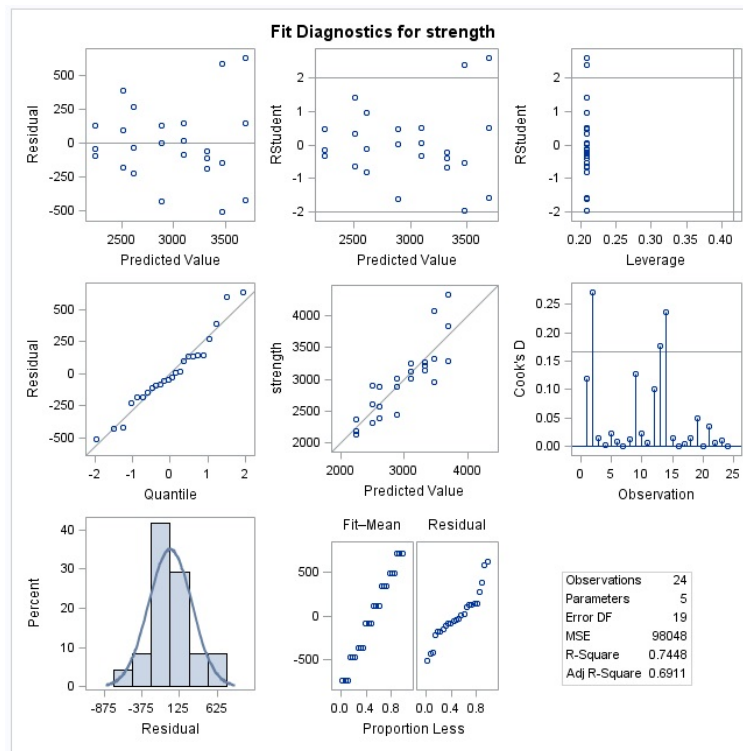 Fit Diagnostics for strength
Residual
500
250
0
-250
-500
2500 3000 3500
Predicted Value
RStudent
2
1
0
-1
-2
2500 3000 3500
Predicted Value
RStudent
2
1
0
-1
-2
0.20 0.25 0.30 0.35 0.40
Leverage
Residual
500
250
0
-250
-500
-2 -1 0 1 2
Quantile
strength
4000
3500
3000
2500
2000
2000 3000 4000
Predicted Value
Cook's D
0.25
0.20
0.15
0.10
0.05
0.00
0 5 10 15 20 25
Observation
Percent
40
30
20
10
0
-875 -375 125 625
Residual
Fit–Mean Residual
500
0
-500
0.0 0.4 0.8 0.0 0.4 0.8
Proportion Less
Observations 24
Parameters 5
Error DF 19
MSE 98048
R-Square 0.7448
Adj R-Square 0.6911